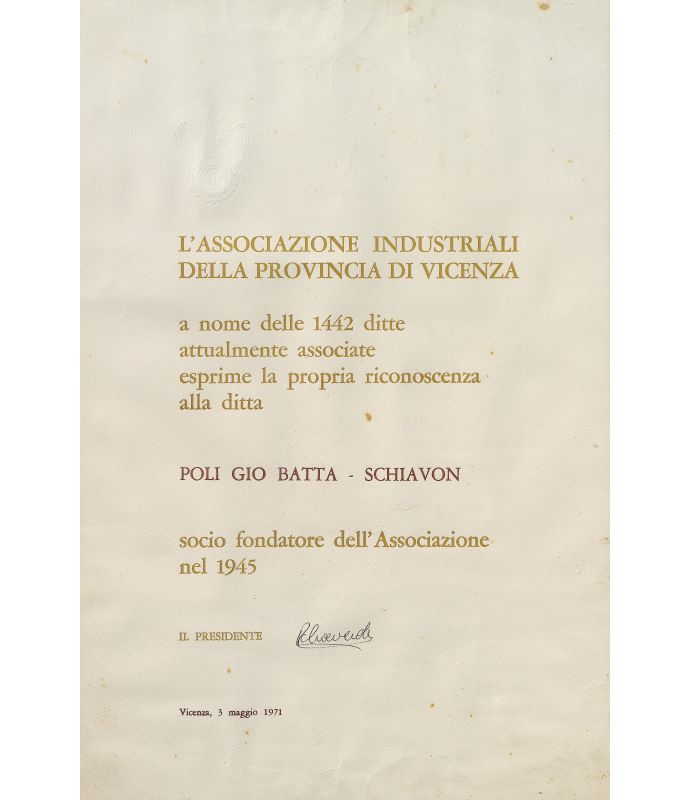 L'ASSOCIAZIONE INDUSTRIALI
DELLA PROVINCIA DI VICENZA
a nome delle 1442 ditte
attualmente associate
esprime la propria riconoscenza
alla ditta
POLI GIO BATTA - SCHIAVON
socio fondatore dell'Associazione
nel 1945
IL PRESIDENTE
Vicenza, 3 maggio 1971